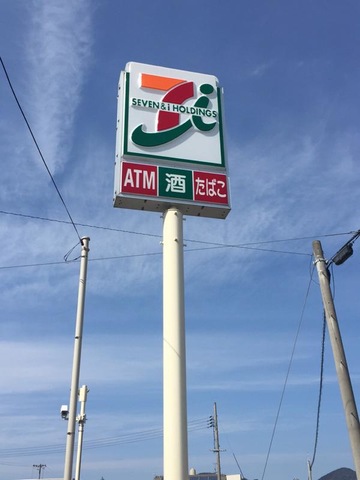 SEVEN & i HOLDINGS
ATM 酒 たばこ